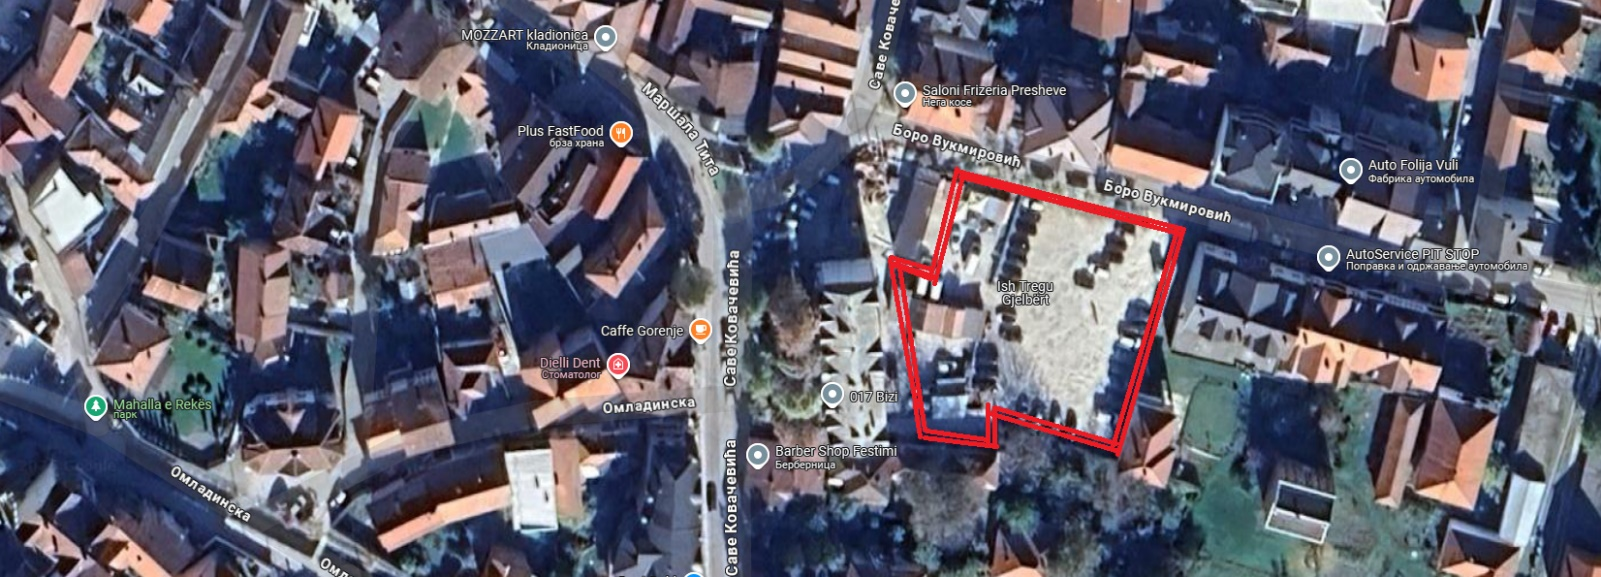 MOZZART kladionica
Кладионица
Саве Коваче
Saloni Frizeria Presheve
Нега косе
Маршала Тита
Plus FastFood
брза храна
Боро Вукмировић
Auto Folija Vuli
Фабрика аутомобила
Боро Вукмировић
AutoService PIT STOP
Поправка и одржавање аутомобила
Ish Tregu
Gjelbërt
Саве Ковачевића
Caffe Gorenje
Dielli Dent
Стоматолог
017 Bizi
Mahalla e Rekës
парк
Омладинска
Barber Shop Festimi
Берберница
Саве Ковачевића
Омладинска
Омл